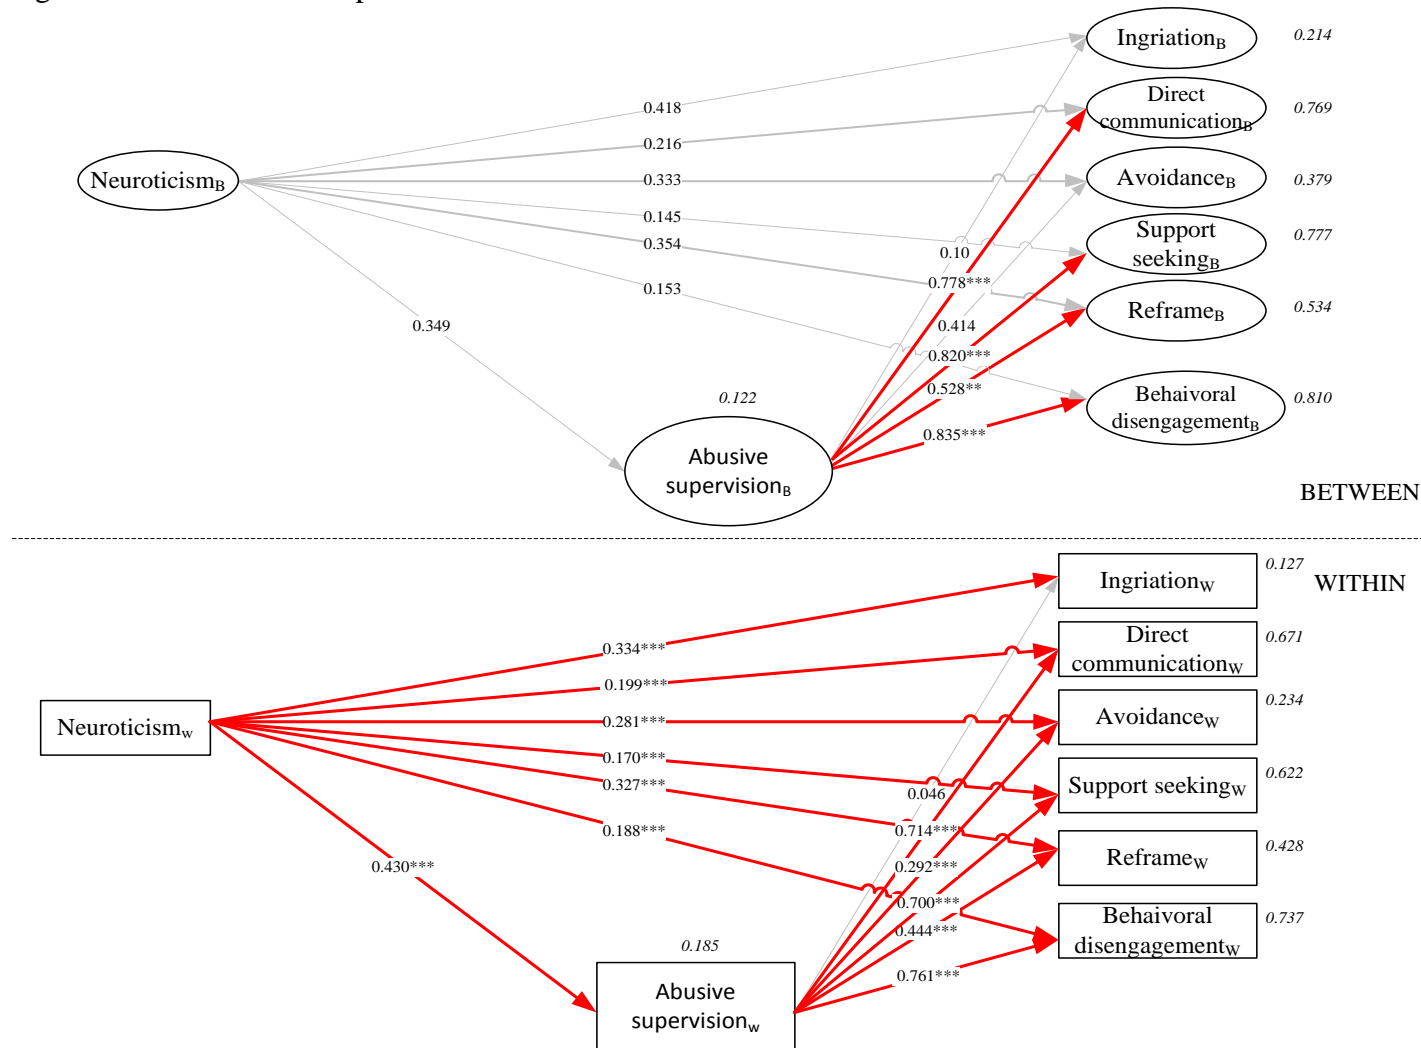 IngriationB
0.214
Direct
communicationB
0.769
0.418
0.216
NeuroticismB
0.333
AvoidanceB
0.379
0.145
Support
seekingB
0.777
0.354
0.10
0.153
0.778***
ReframeB
0.534
0.349
0.414
0.820***
0.528**
0.122
Behaivoral
disengagementB
0.810
0.835***
Abusive
supervisionB
BETWEEN
IngriationW
0.127
WITHIN
0.334***
Direct
communicationW
0.671
0.199***
NeuroticismW
0.281***
AvoidanceW
0.234
0.170***
0.327***
Support seekingW
0.622
0.046
0.188***
0.714***
0.430***
0.292***
ReframeW
0.428
0.700***
0.444***
Behaivoral
disengagementW
0.737
0.185
0.761***
Abusive
supervisionw